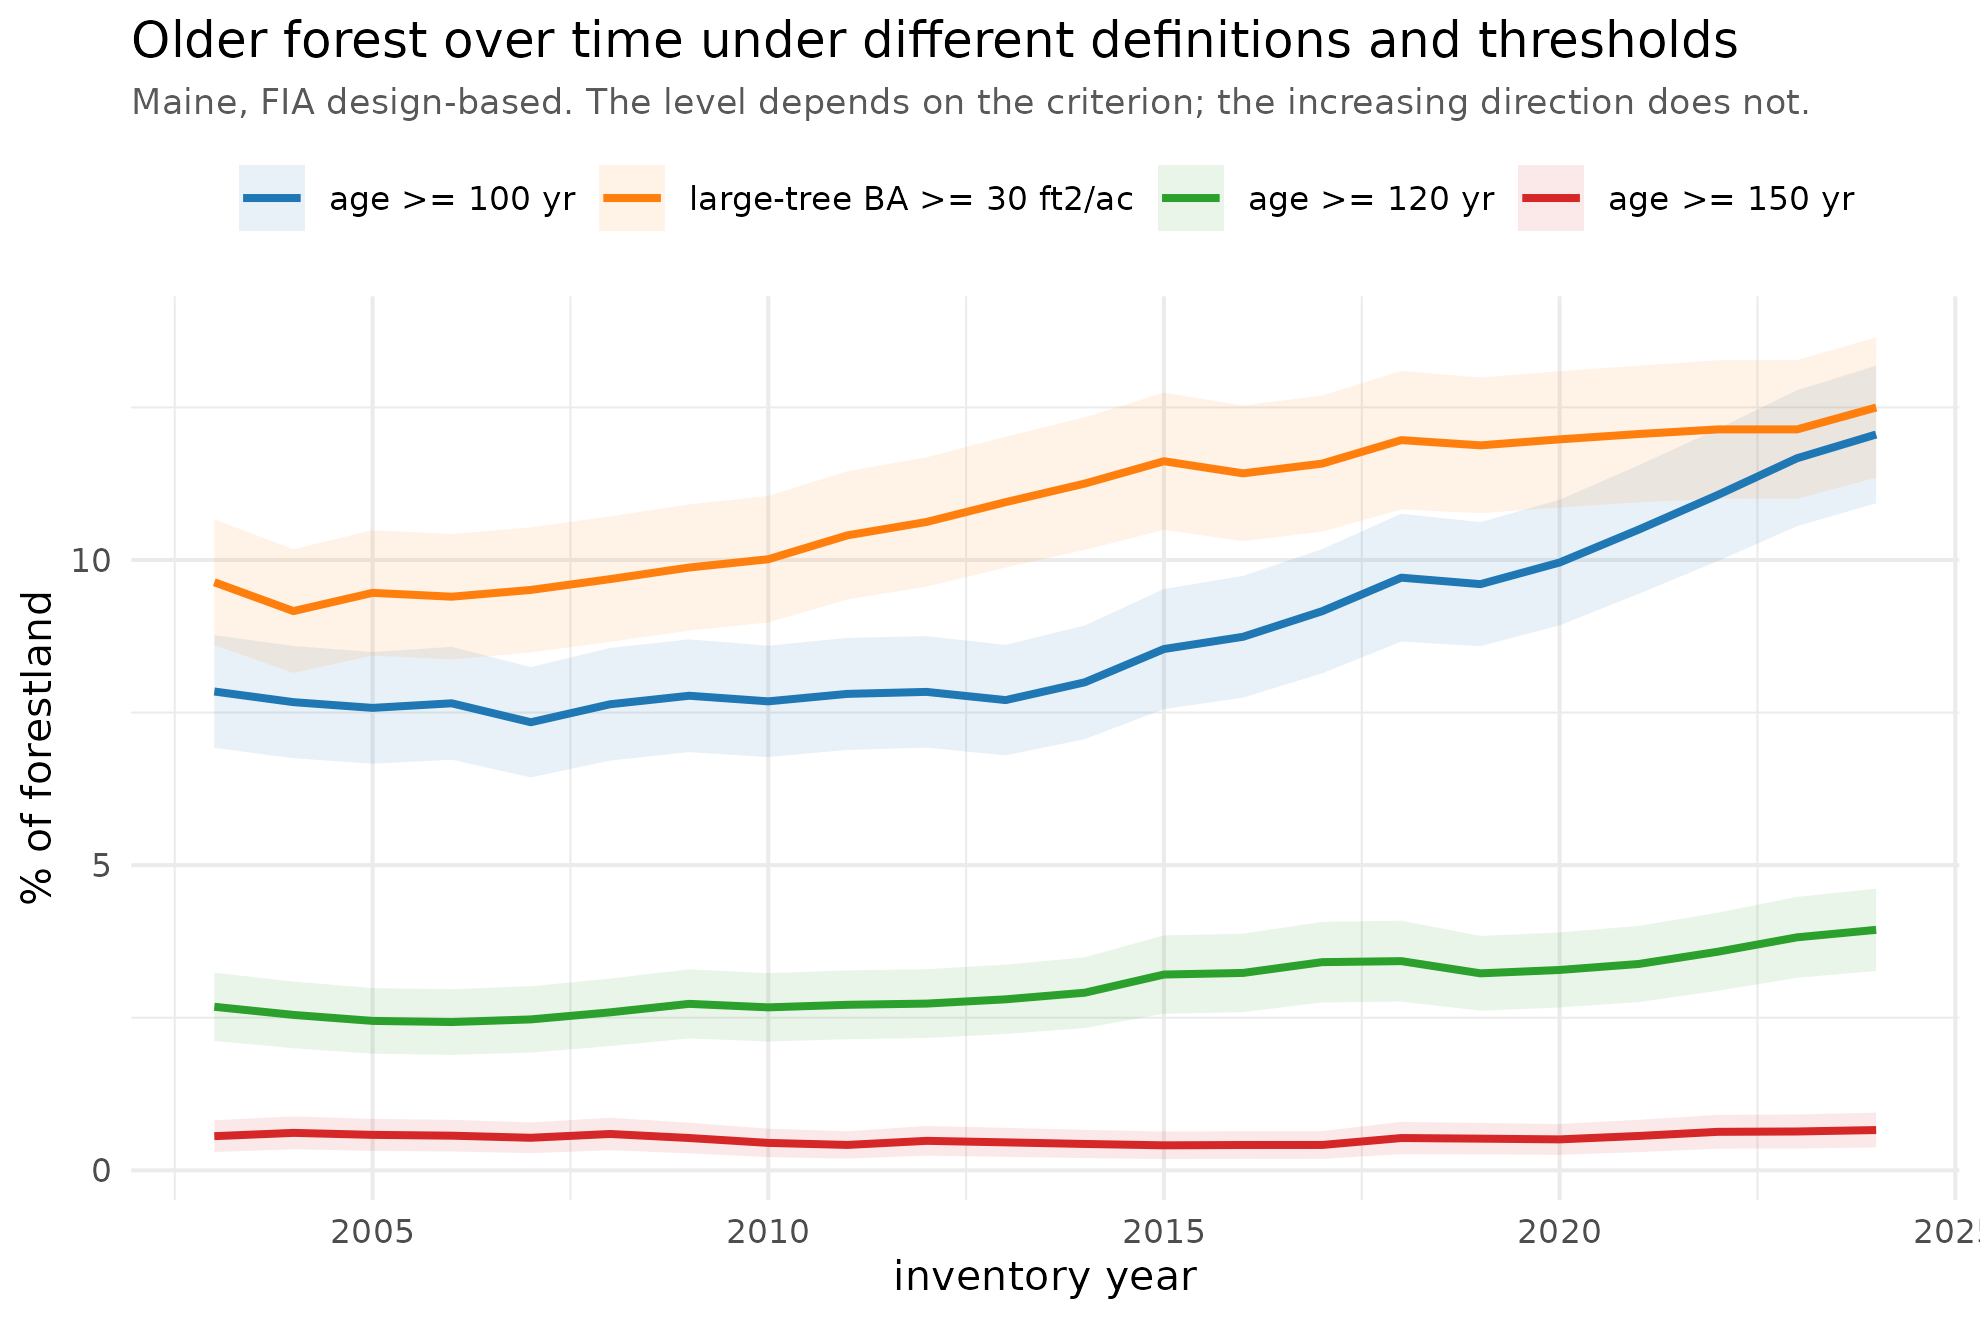 Older forest over time under different definitions and thresholds
Maine, FIA design-based. The level depends on the criterion; the increasing direction does not.
age >= 100 yr large-tree BA >= 30 ft2/ac age >= 120 yr age >= 150 yr
% of forestland
10
5
0
2005 2010 2015 2020 202
inventory year